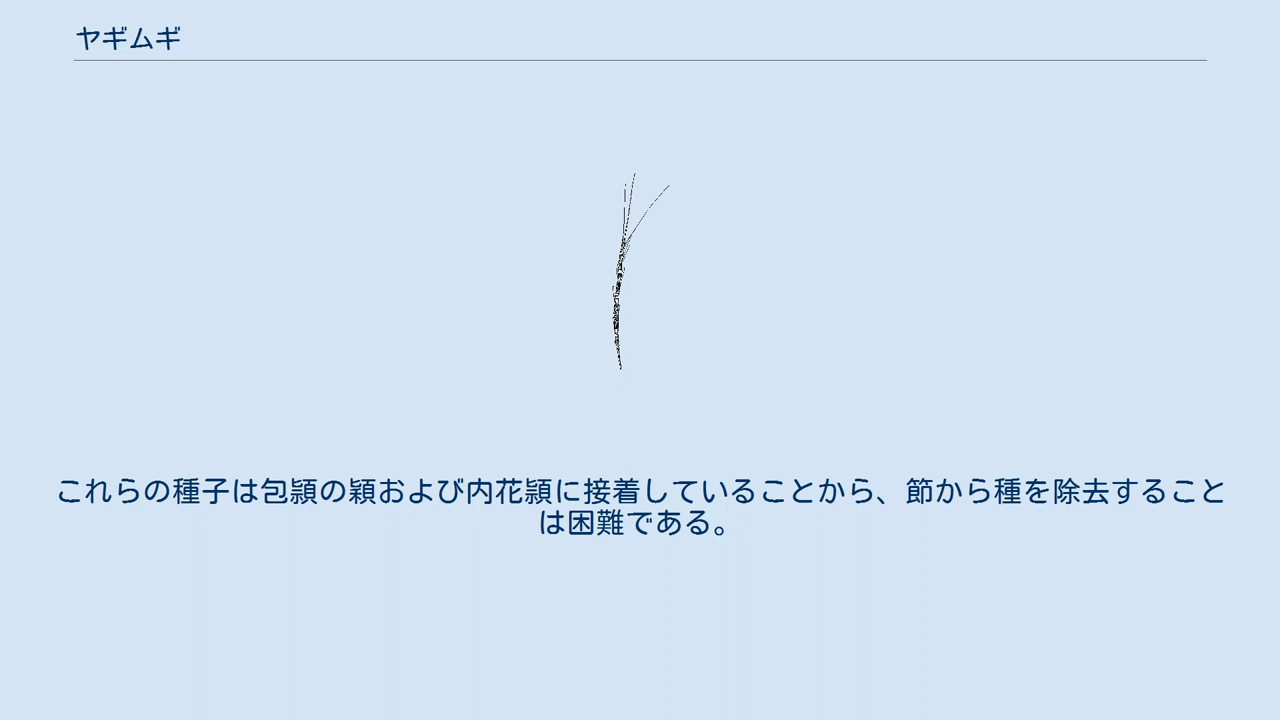 ヤギムギ
これらの種子は包頴の穎および内花頴に接着していることから、節から種を除去すること
は困難である。